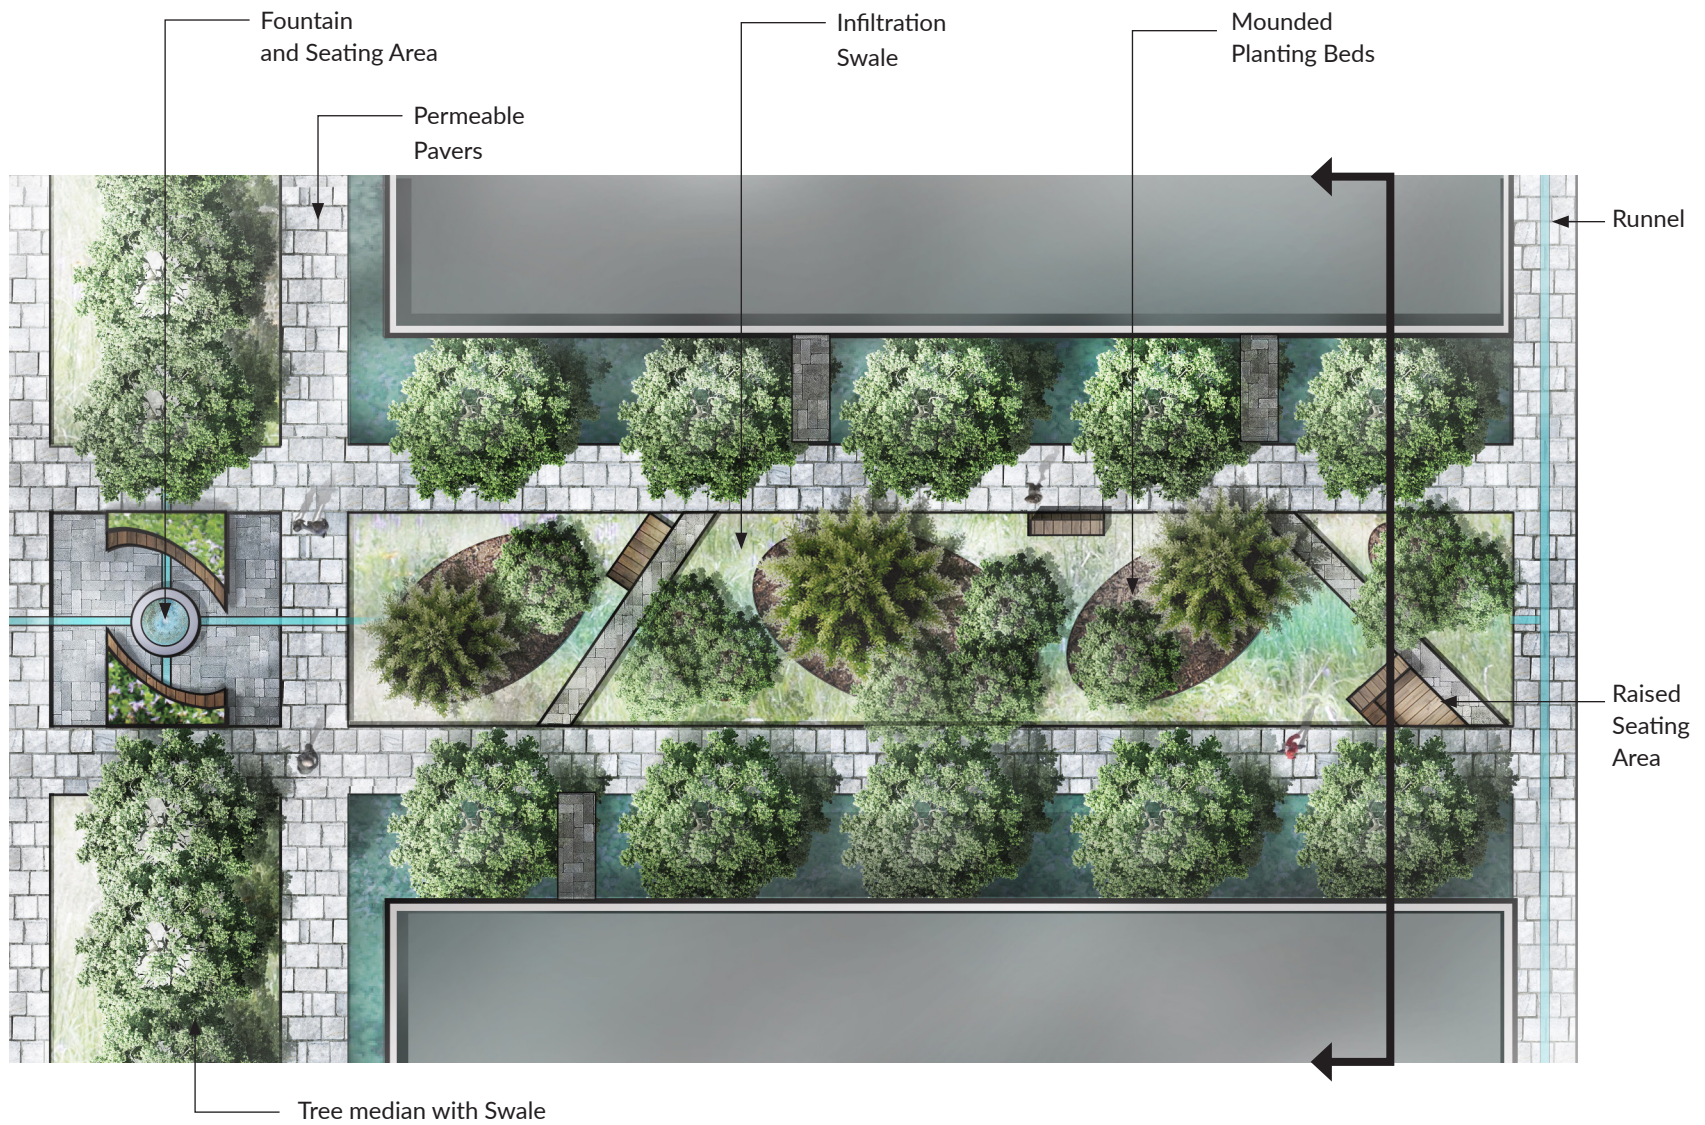 Fountain
and Seating Area
Infiltration
Swale
Mounded
Planting Beds
Permeable
Pavers
Runnel
Raised
Seating
Area
Tree median with Swale